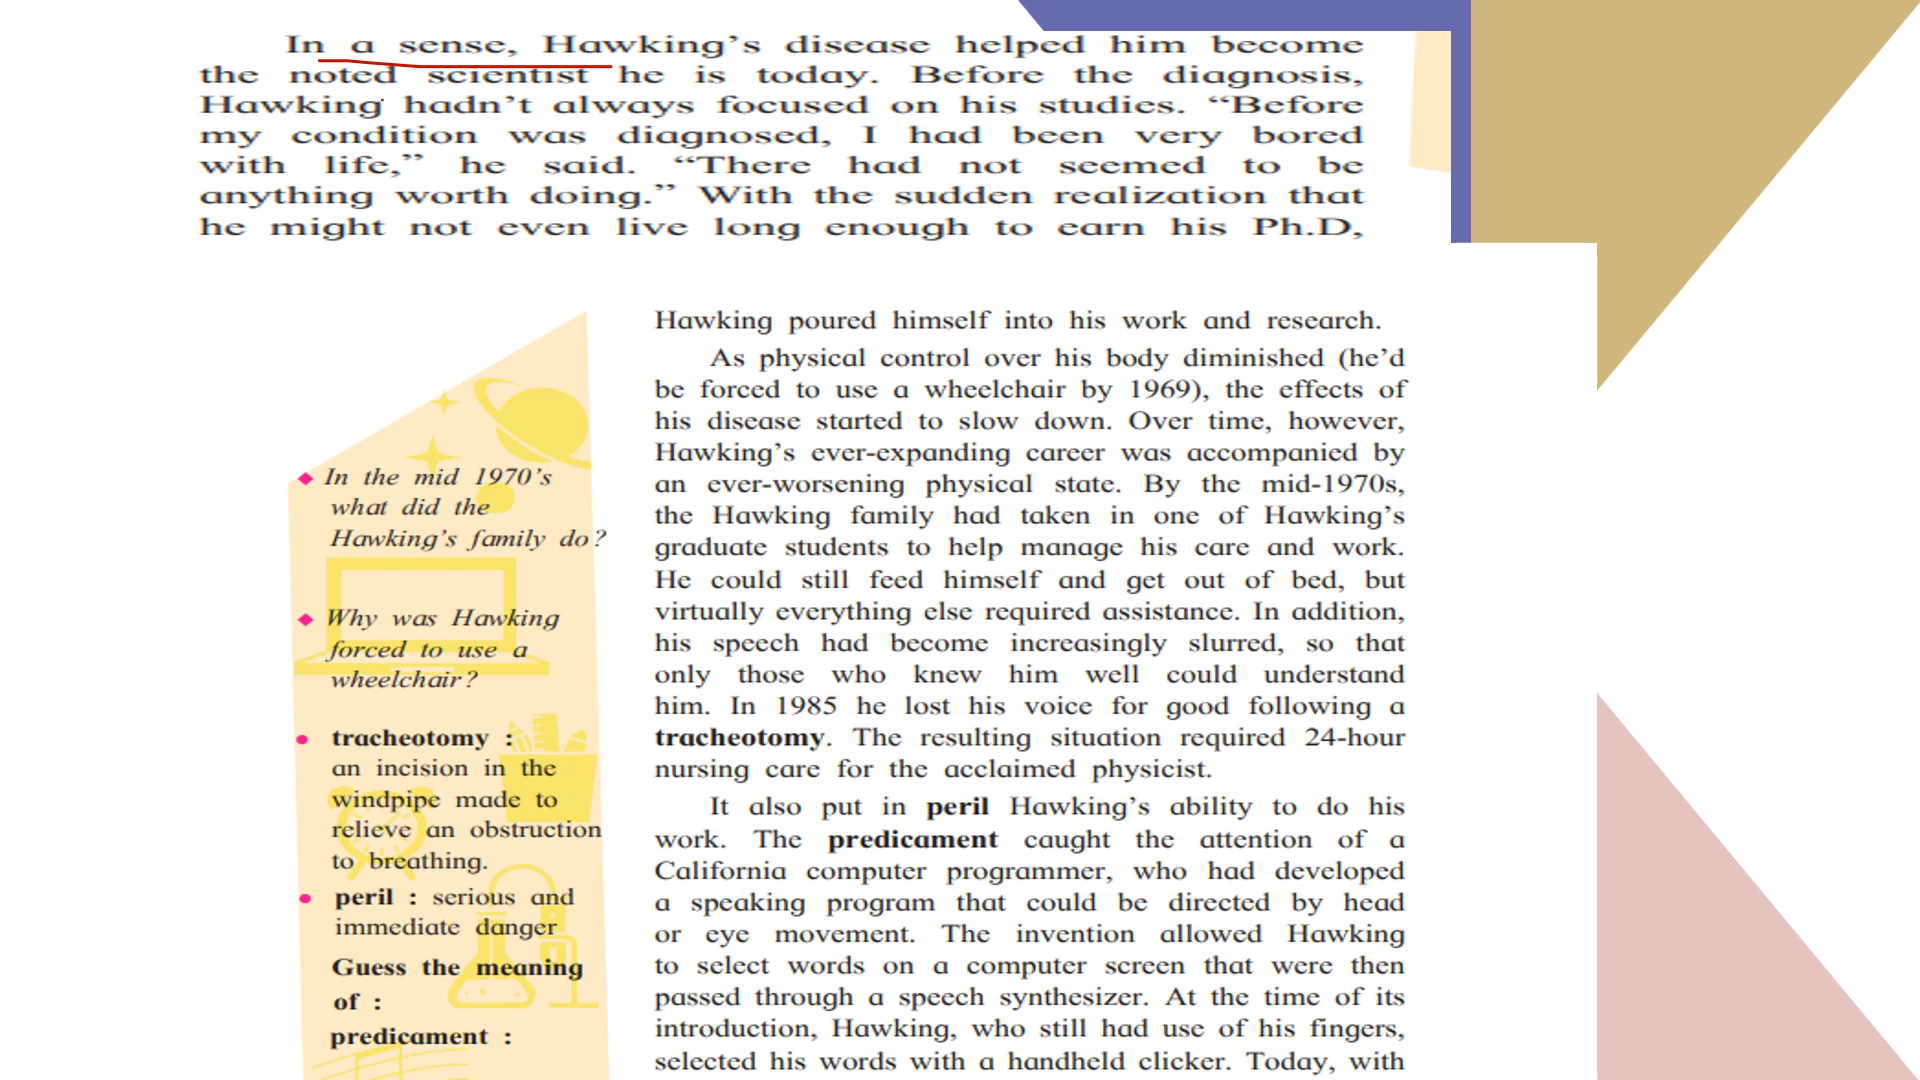 In a sense, Hawking's disease helped him become
the noted scientist he is today. Before the diagnosis,
Hawking hadn't always focused on his studies. “Before
my condition was diagnosed, I had been very bored
with life,” he said. “There had not seemed to be
anything worth doing.” With the sudden realization that
he might not even live long enough to earn his Ph.D,
Hawking poured himself into his work and research.
As physical control over his body diminished (he'd
be forced to use a wheelchair by 1969), the effects of
his disease started to slow down. Over time, however,
Hawking's ever-expanding career was accompanied by
an ever-worsening physical state. By the mid-1970s,
the Hawking family had taken in one of Hawking's
graduate students to help manage his care and work.
He could still feed himself and get out of bed, but
virtually everything else required assistance. In addition,
his speech had become increasingly slurred, so that
only those who knew him well could understand
him. In 1985 he lost his voice for good following a
tracheotomy. The resulting situation required 24-hour
nursing care for the acclaimed physicist.
It also put in peril Hawking's ability to do his
work. The predicament caught the attention of a
California computer programmer, who had developed
a speaking program that could be directed by head
or eye movement. The invention allowed Hawking
to select words on a computer screen that were then
passed through a speech synthesizer. At the time of its
introduction, Hawking, who still had use of his fingers,
selected his words with a handheld clicker. Today, with
In the mid 1970's
what did the
Hawking's family do?
Why was Hawking
forced to use a
wheelchair?
tracheotomy :
an incision in the
windpipe made to
relieve an obstruction
to breathing.
peril : serious and
immediate danger
Guess the meaning
of :
predicament :